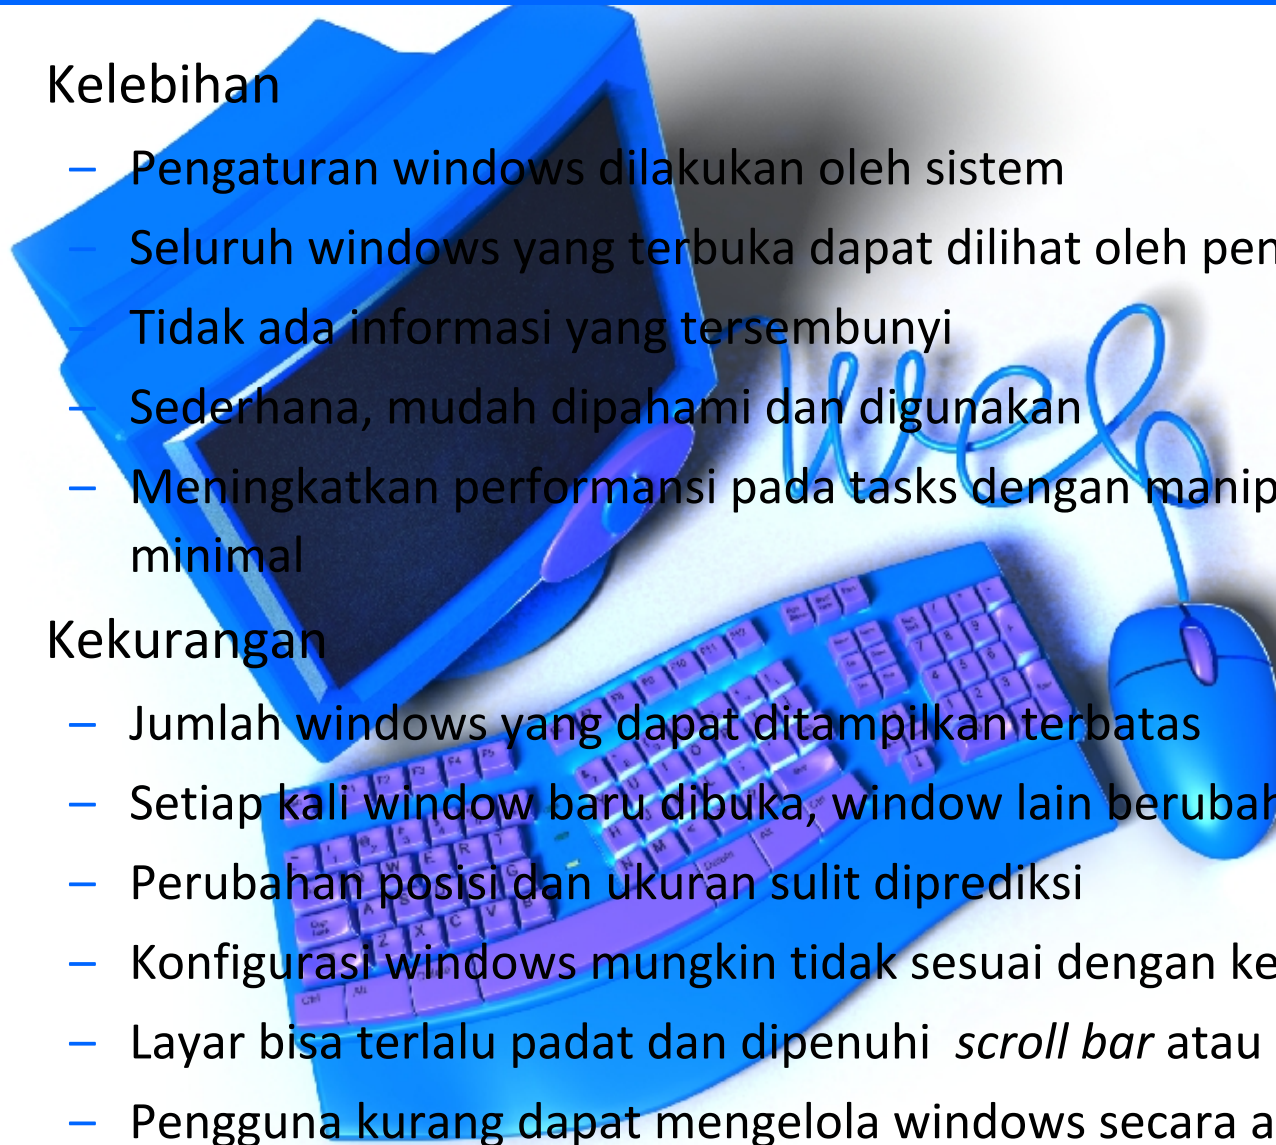 Kelebihan
– Pengaturan windows dilakukan oleh sistem
– Seluruh windows yang terbuka dapat dilihat oleh
– Tidak ada informasi yang tersembunyi
– Sederhana, mudah dipahami dan digunakan
– Meningkatkan performansi pada tasks dengan
minimal
Kekurangan
– Jumlah windows yang dapat ditampilkan terbatas
– Setiap kali window baru dibuka, window lain berubah
– Perubahan posisi dan ukuran sulit diprediksi
– Konfigurasi windows mungkin tidak sesuai dengan
– Layar bisa terlalu padat dan dipenuhi scroll bar atau
– Pengguna kurang dapat mengelola windows secara
web